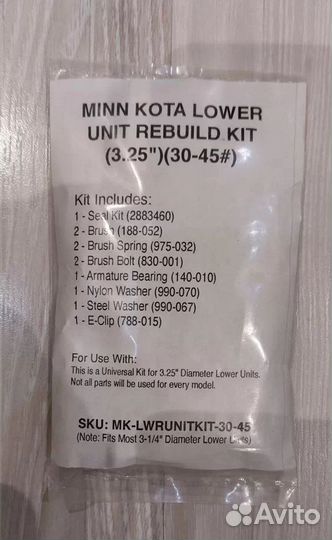 MINN KOTA LOWER
UNIT REBUILD KIT
(3.25")(30-45#)
Kit Includes:
1 - Seal Kit (2883460)
2 - Brush (188-052)
2 - Brush Spring (975-032)
2 - Brush Bolt (830-001)
1 - Armature Bearing (140-010)
1 - Nylon Washer (990-070)
1 - Steel Washer (990-067)
1 - E-Clip (788-015)
For Use With:
This is a Universal Kit for 3.25" Diameter Lower Units.
Not all parts will be used for every model.
SKU: MK-LWRUNITKIT-30-45
(Note: Fits Most 3-1/4" Diameter Lower Units)
Avito